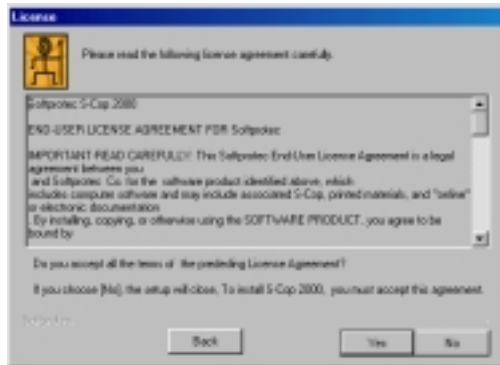 License
Please read the following license agreement carefully.
Softprotec S-Cop 2000
END-USER LICENSE AGREEMENT FOR Softprotec
IMPORTANT-READ CAREFULLY: This Softprotec End-User License Agreement is a legal
agreement between you
and Softprotec Co. for the software product identified above, which
includes computer software and may include associated S-Cop, printed materials, and "online"
or electronic documentation
. By installing, copying, or otherwise using the SOFTWARE PRODUCT, you agree to be
bound by
Do you accept all the terms of the preceding License Agreement?
If you choose [No], the setup will close, To install S-Cop 2000, you must accept this agreement.
Back
Yes
No